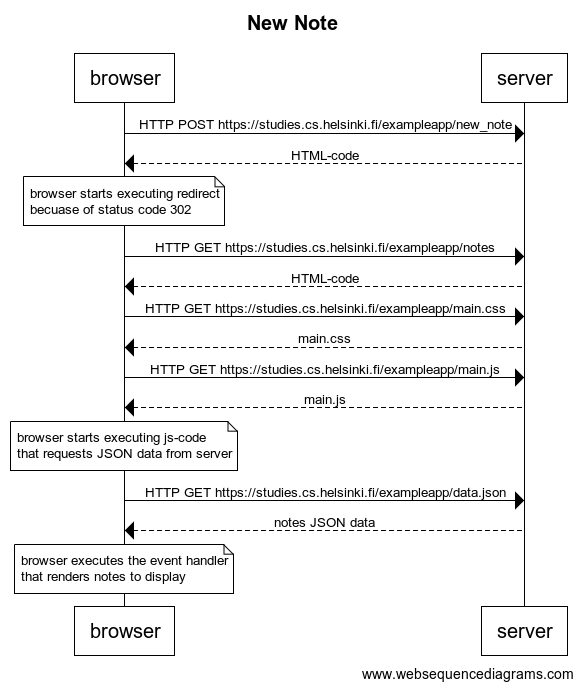 New Note
browser
server
HTTP POST https://studies.cs.helsinki.fi/exampleapp/new_note
HTML-code
browser starts executing redirect
becuase of status code 302
HTTP GET https://studies.cs.helsinki.fi/exampleapp/notes
HTML-code
HTTP GET https://studies.cs.helsinki.fi/exampleapp/main.css
main.css
HTTP GET https://studies.cs.helsinki.fi/exampleapp/main.js
main.js
browser starts executing js-code
that requests JSON data from server
HTTP GET https://studies.cs.helsinki.fi/exampleapp/data.json
notes JSON data
browser executes the event handler
that renders notes to display
browser
server
www.websequencediagrams.com